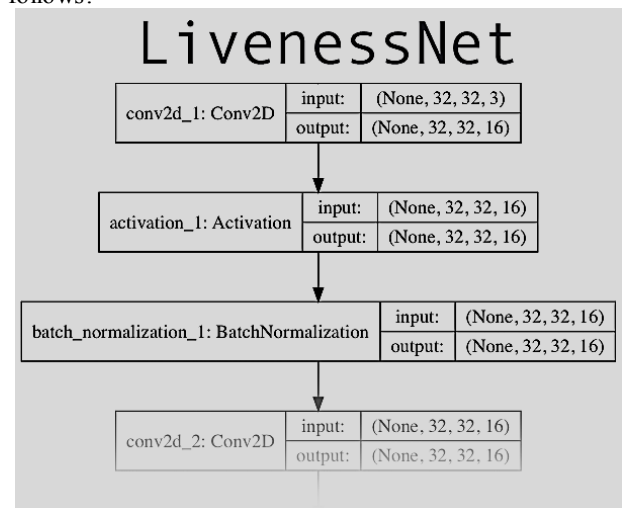 follows:
LivenessNet
conv2d_1: Conv2D
input: (None, 32, 32, 3)
output: (None, 32, 32, 16)
activation_1: Activation
input: (None, 32, 32, 16)
output: (None, 32, 32, 16)
batch_normalization_1: BatchNormalization
input: (None, 32, 32, 16)
output: (None, 32, 32, 16)
conv2d_2: Conv2D
input: (None, 32, 32, 16)
output: (None, 32, 32, 16)